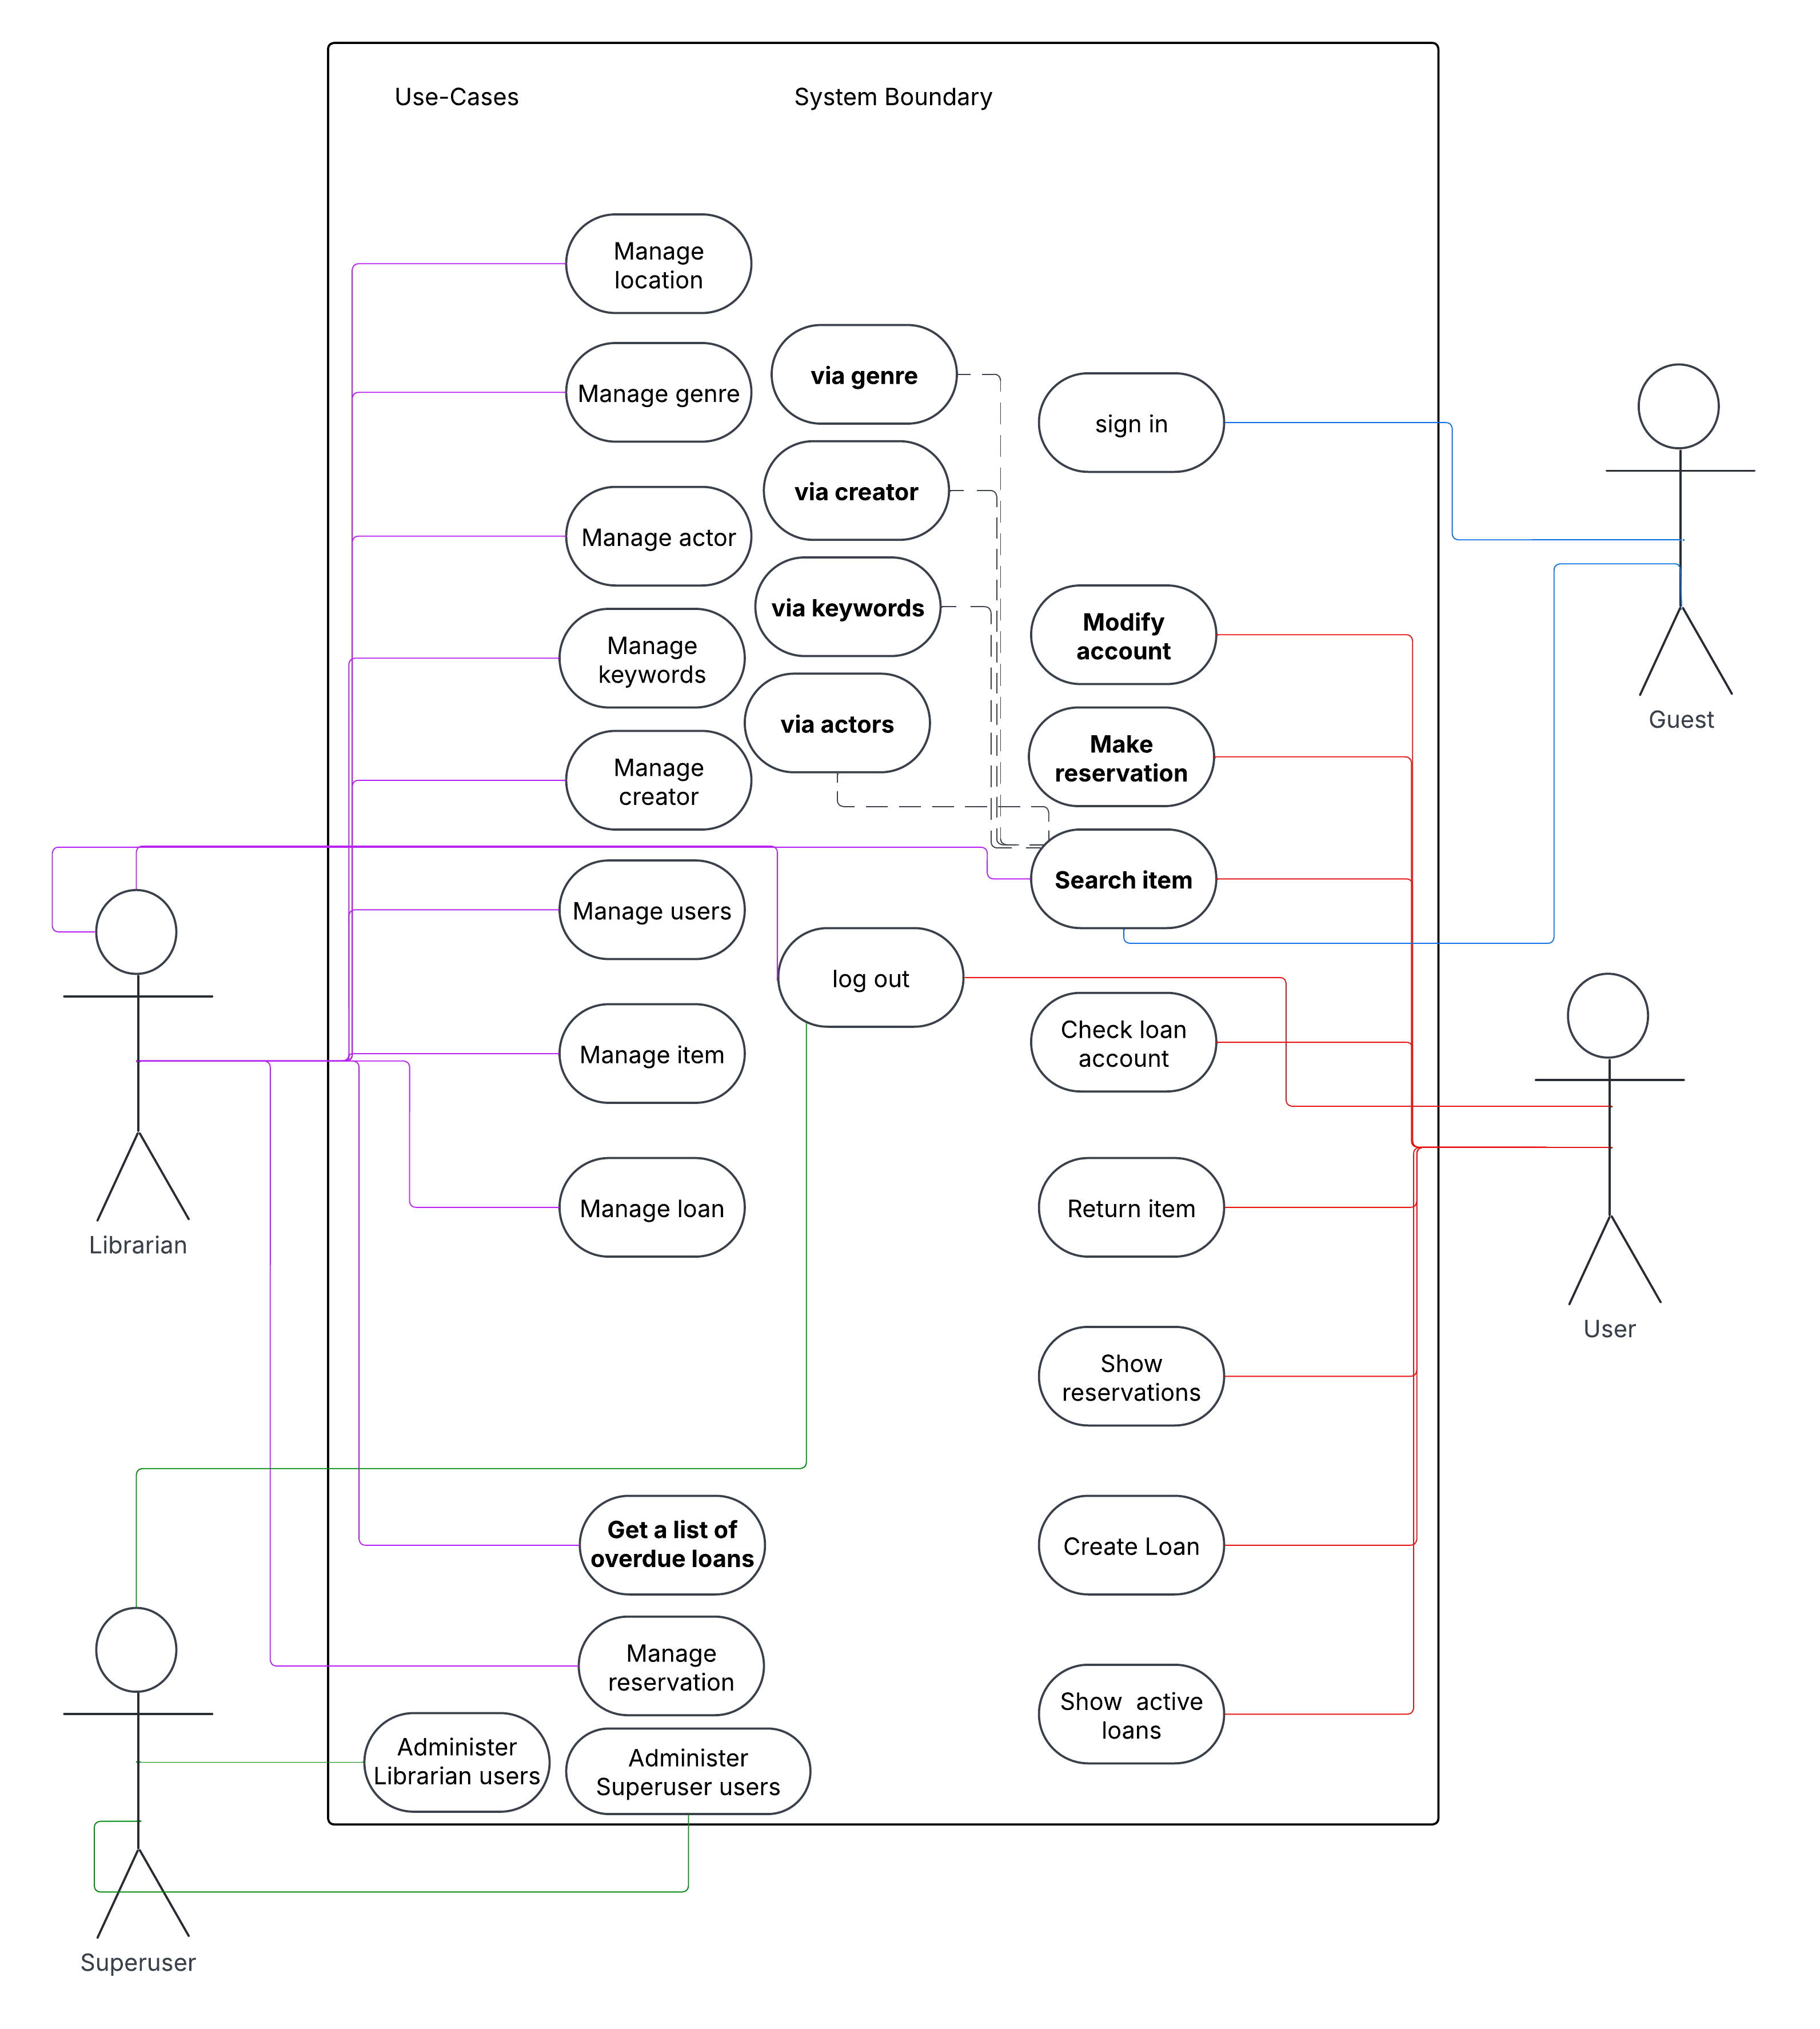 Use-Cases
System Boundary
Manage
location
via genre
Manage genre
sign in
via creator
Manage actor
via keywords
Modify
account
Manage
keywords
Guest
via actors
Make
reservation
Manage
creator
Search item
Manage users
log out
Check loan
account
Manage item
Return item
Manage loan
Librarian
User
Show
reservations
Get a list of
overdue loans
Create Loan
Manage
reservation
Show  active
loans
Administer
Librarian users
Administer
Superuser users
Superuser